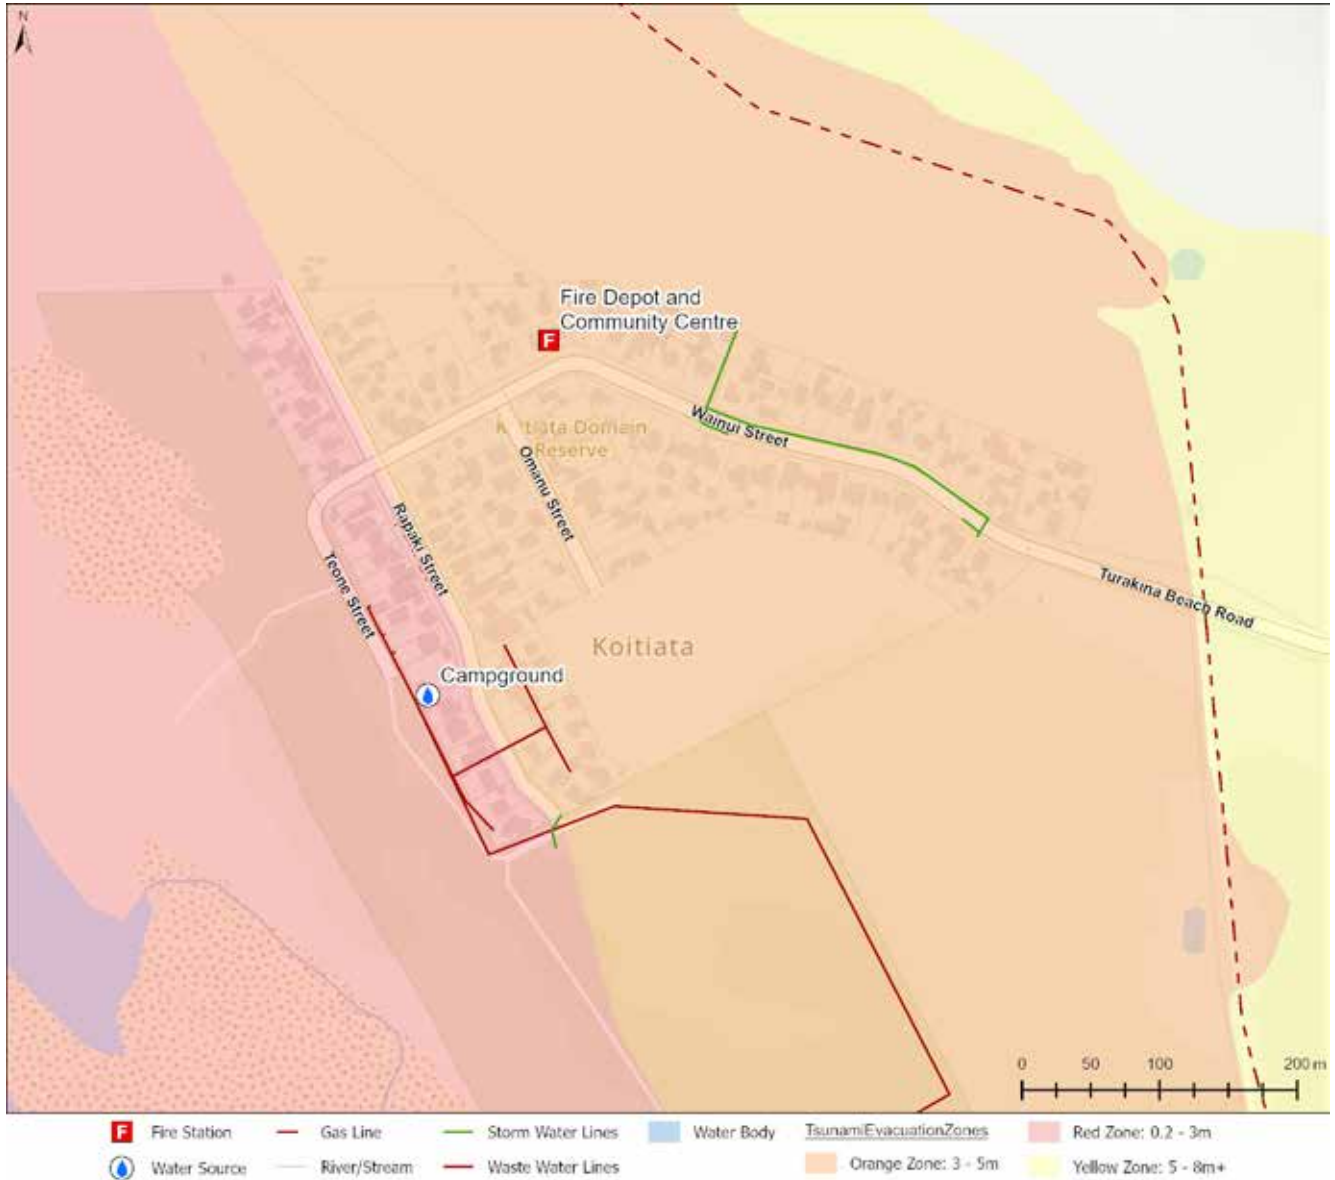 N
Fire Depot and
Community Centre
F
Wainui Street
Koitiata Domain
Reserve
Omanu Street
Rapaki Street
Teone Street
Turakina Beach Road
Koitiata
Campground
0 50 100 200 m
F Fire Station
Gas Line
Storm Water Lines
Water Body
TsunamiEvacuationZones
Red Zone: 0.2 - 3m
Water Source
River/Stream
Waste Water Lines
Orange Zone: 3 - 5m
Yellow Zone: 5 - 8m+